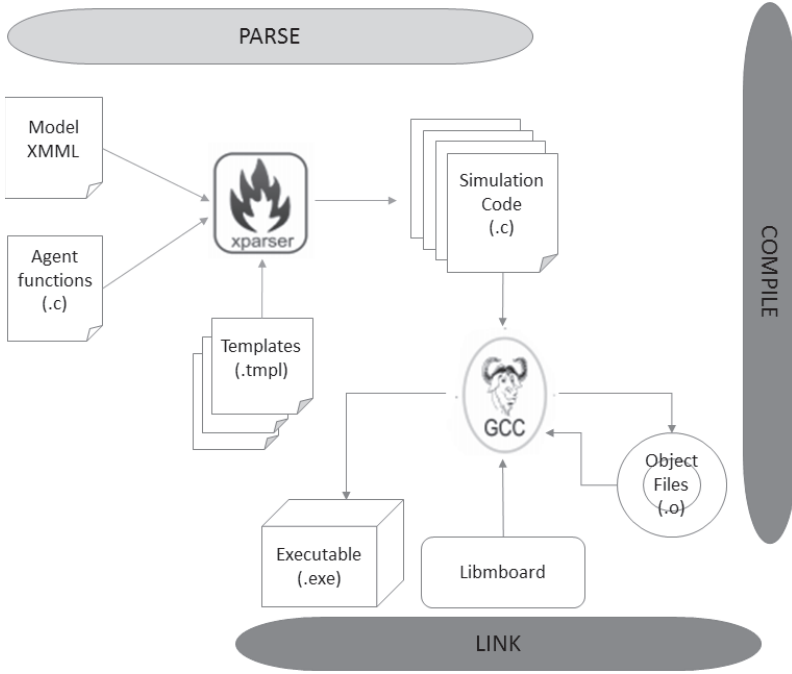 PARSE
Model
XMML
Agent
functions
(.c)
xparser
Templates
(.tmpl)
Simulation
Code
(.c)
COMPILE
GCC
Object
Files
(.o)
Executable
(.exe)
Libmboard
LINK